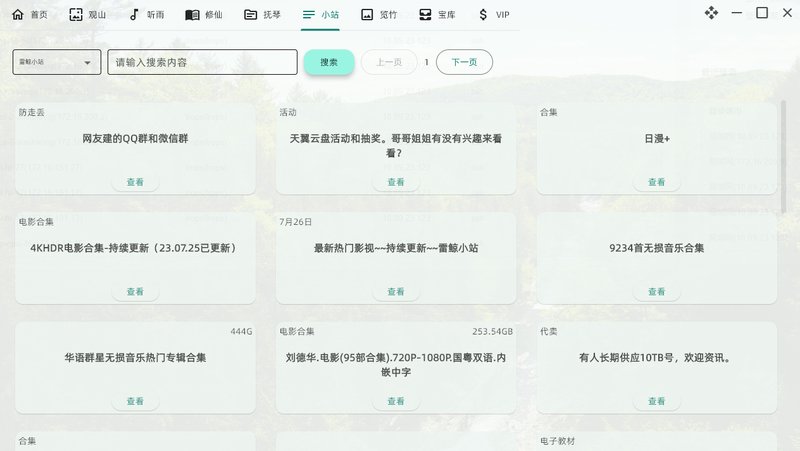 首页 观山 听雨 修仙 抚琴 小站 览竹 宝库 VIP
雷鲸小站 请输入搜索内容 搜索 上一页 1 下一页
防走丢
网友建的QQ群和微信群
查看
活动
天翼云盘活动和抽奖。哥哥姐姐有没有兴趣来看
看?
查看
合集
日漫+
查看
电影合集
4KHDR电影合集-持续更新（23.07.25已更新）
查看
7月26日
最新热门影视~~持续更新~~雷鲸小站
查看
9234首无损音乐合集
查看
444G
华语群星无损音乐热门专辑合集
查看
电影合集 253.54GB
刘德华.电影(95部合集).720P-1080P.国粤双语.内
嵌中字
查看
代卖
有人长期供应10TB号，欢迎资讯。
查看
合集
电子教材